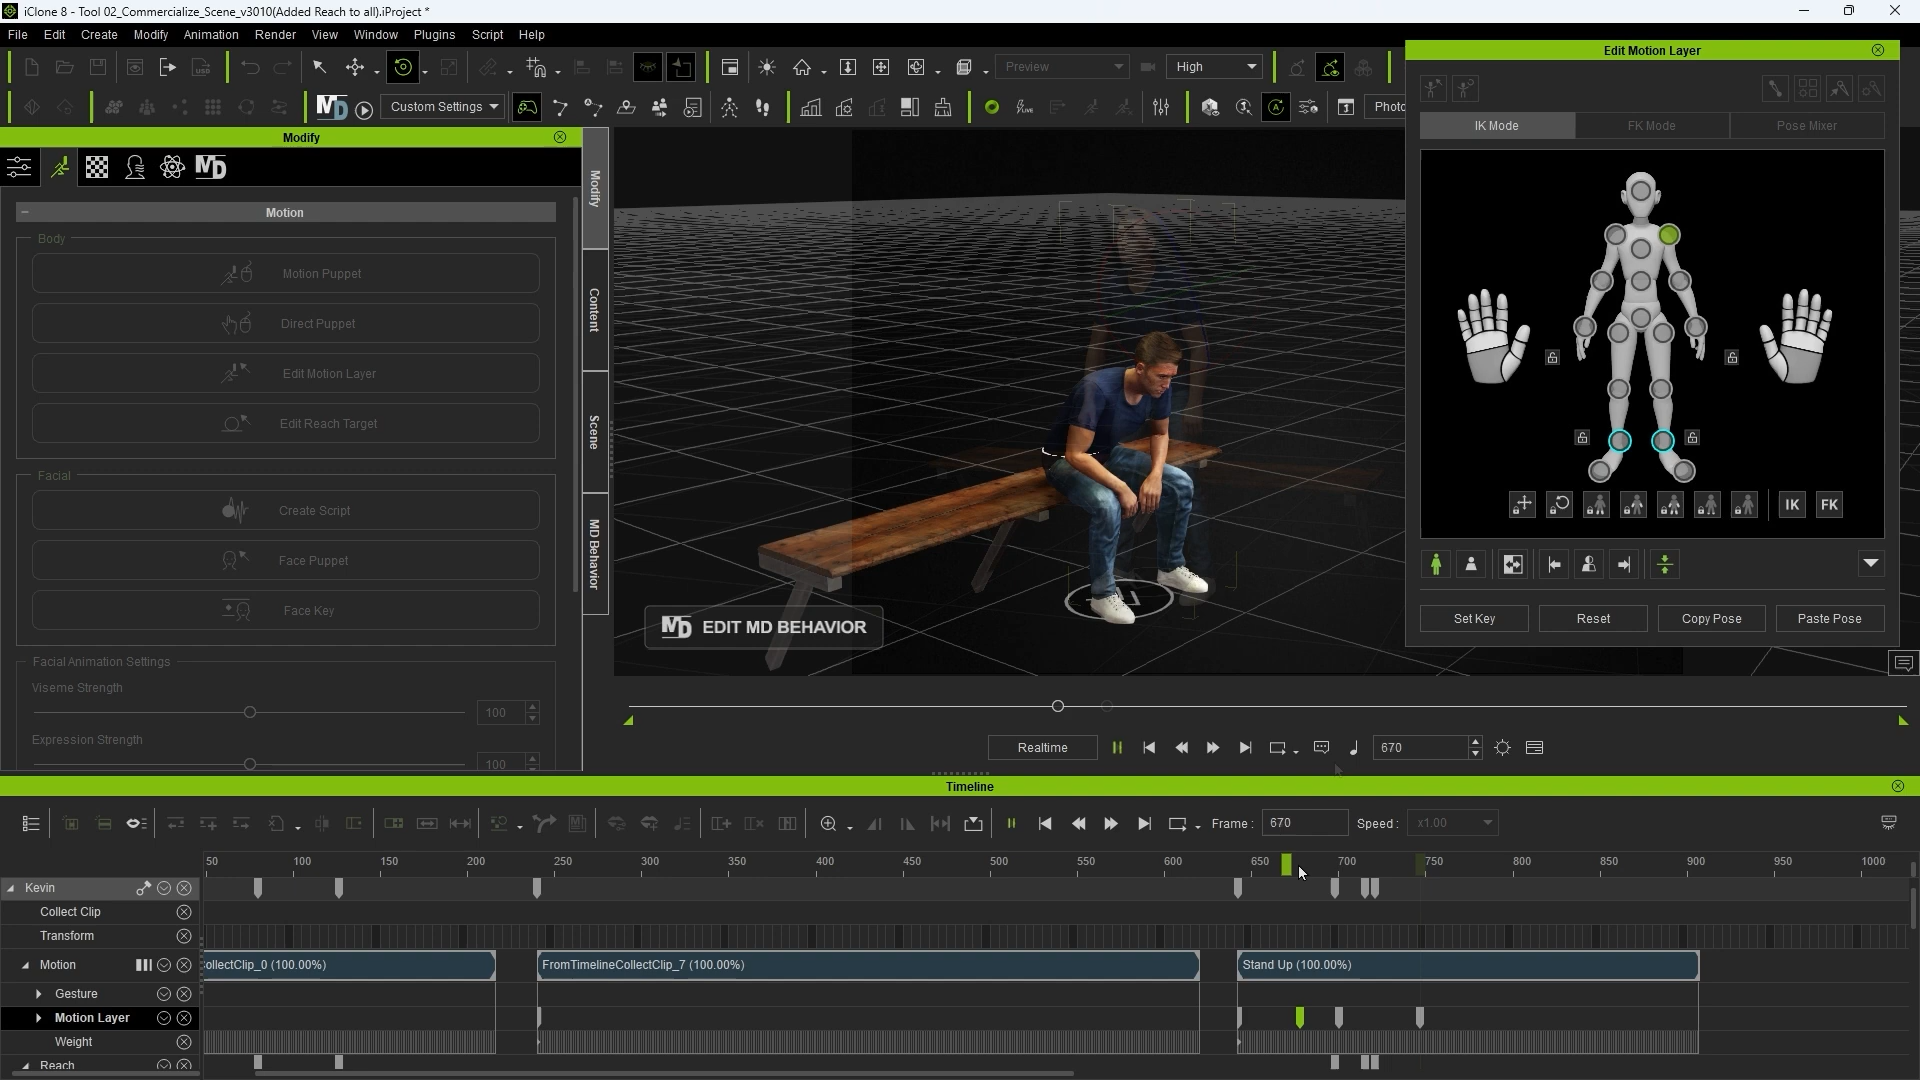 iClone 8 - Tool 02_Commercialize_Scene_v3010(Added Reach to all).iProject *
File Edit Create Modify Animation Render View Window Plugins Script Help
Preview High
MD Custom Settings Photo
Modify
MD
Motion
Body
Motion Puppet
Direct Puppet
Edit Motion Layer
Edit Reach Target
Facial
Create Script
Face Puppet
Face Key
Facial Animation Settings
Viseme Strength
100
Expression Strength
100
Modify
Content
Scene
MD Behavior
MD EDIT MD BEHAVIOR
Edit Motion Layer
IK Mode FK Mode Pose Mixer
IK FK
Set Key Reset Copy Pose Paste Pose
Realtime 670
Timeline
Frame : 670 Speed : x1.00
50 100 150 200 250 300 350 400 450 500 550 600 650 700 750 800 850 900 950 1000
Kevin
Collect Clip
Transform
Motion ollectClip_0 (100.00%) FromTimelineCollectClip_7 (100.00%) Stand Up (100.00%)
Gesture
Motion Layer
Weight
Reach